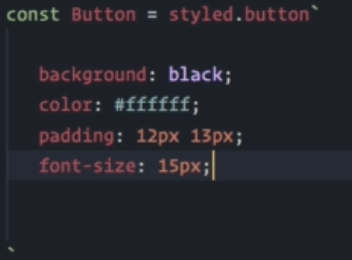 const Button = styled.button`
background: black;
color: #ffffff;
padding: 12px 13px;
font-size: 15px;
`